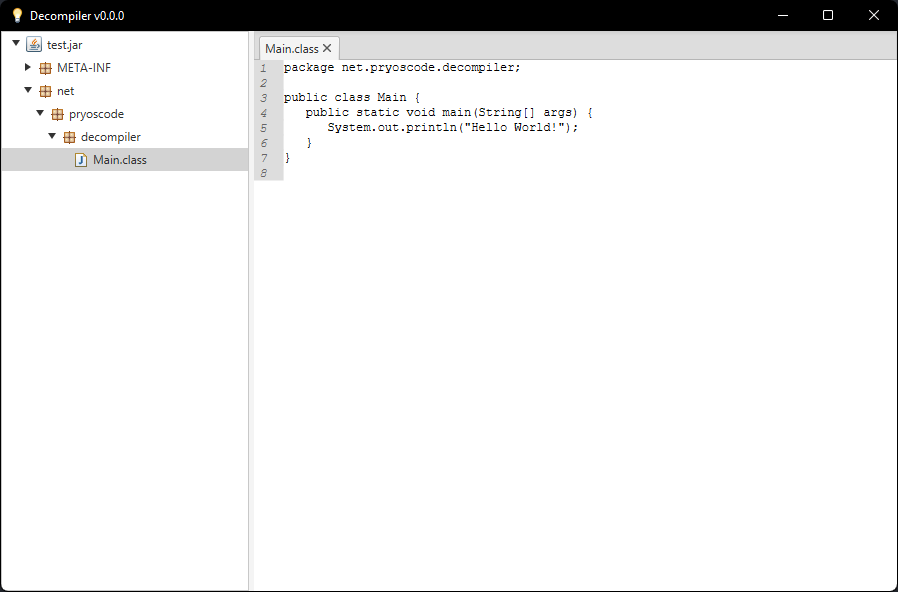 Decompiler v0.0.0
test.jar
META-INF
net
pryoscode
decompiler
Main.class
Main.class
1 package net.pryoscode.decompiler;
2
3 public class Main {
4    public static void main(String[] args) {
5       System.out.println("Hello World!");
6    }
7 }
8